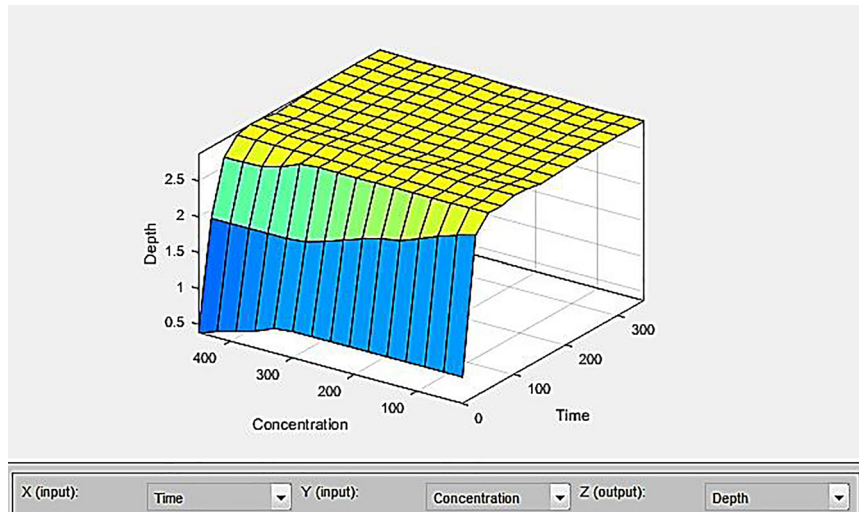 2.5
2
1.5
1
0.5
Depth
400
300
200
100
Concentration
0
100
200
300
Time
X (input):
Time
Y (input):
Concentration
Z (output):
Depth